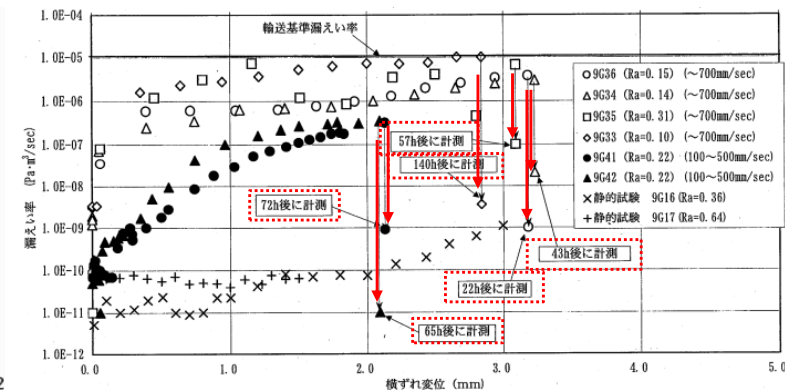 1.0E-03
1.0E-04
輸送基準漏えい率
1.0E-05
1.0E-06
1.0E-07
1.0E-08
1.0E-09
1.0E-10
1.0E-11
1.0E-12
漏えい率 (Pa·m³/sec)
○ 9G36 (Ra=0.15) (～700mm/sec)
△ 9G34 (Ra=0.14) (～700mm/sec)
□ 9G35 (Ra=0.31) (～700mm/sec)
◇ 9G33 (Ra=0.10) (～700mm/sec)
● 9G41 (Ra=0.22) (100～500mm/sec)
▲ 9G42 (Ra=0.22) (100～500mm/sec)
× 静的試験 9G16 (Ra=0.36)
+ 静的試験 9G17 (Ra=0.64)
57h後に計測
140h後に計測
72h後に計測
43h後に計測
22h後に計測
65h後に計測
0.0 1.0 2.0 3.0 4.0 5.0
横ずれ変位 (mm)
2